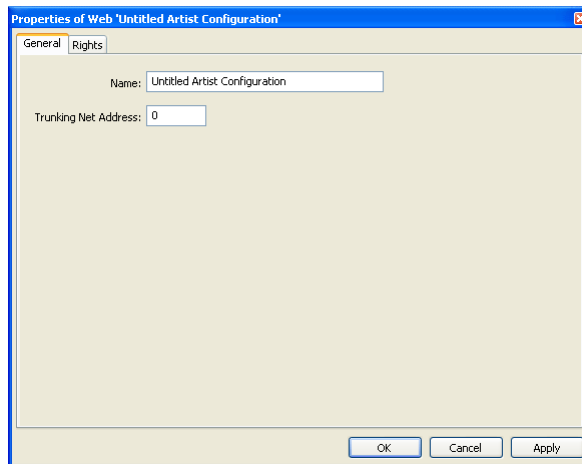 Properties of Web 'Untitled Artist Configuration'
General Rights
Name: Untitled Artist Configuration
Trunking Net Address: 0
OK Cancel Apply